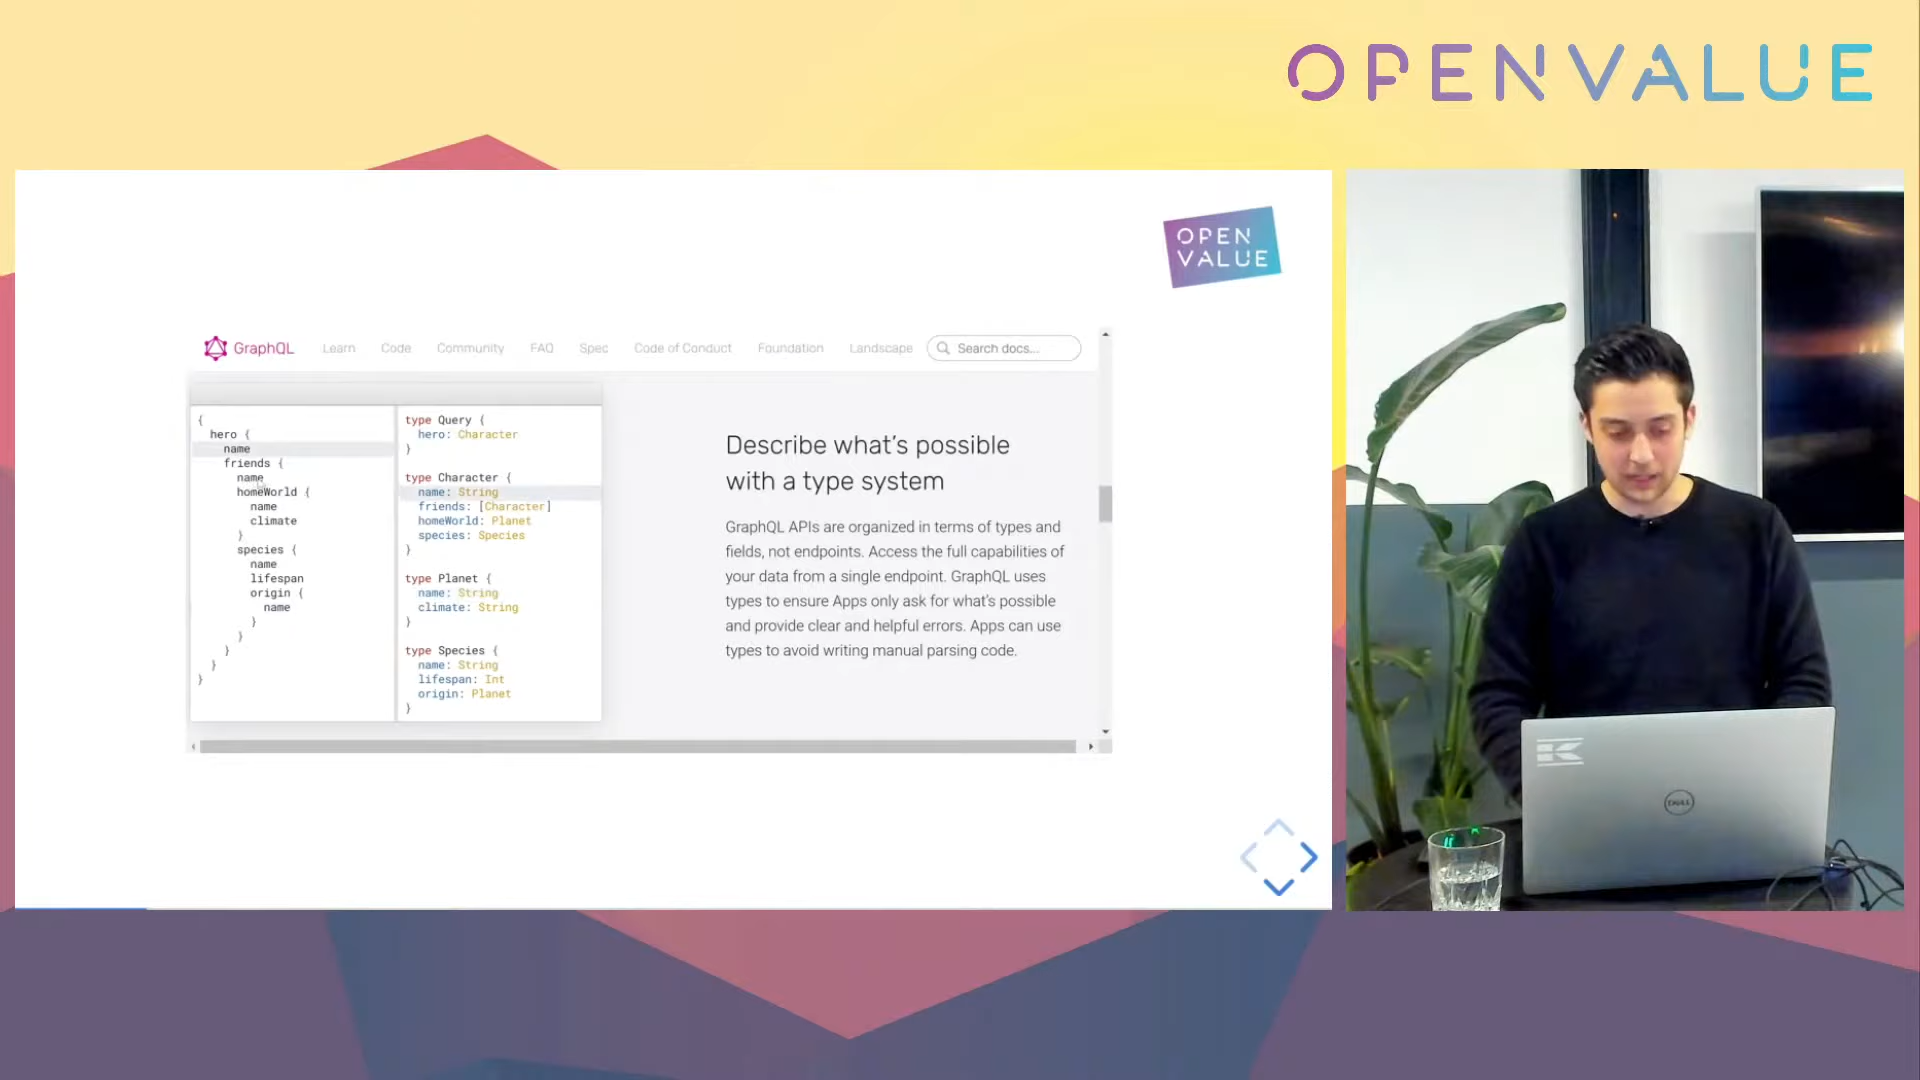 OPENVALUE
OPEN
VALUE
GraphQL Learn Code Community FAQ Spec Code of Conduct Foundation Landscape Search docs...
{
hero {
name
friends {
name
homeWorld {
name
climate
}
species {
name
lifespan
origin {
name
}
}
}
}
}
type Query {
hero: Character
}
type Character {
name: String
friends: [Character]
homeWorld: Planet
species: Species
}
type Planet {
name: String
climate: String
}
type Species {
name: String
lifespan: Int
origin: Planet
}
Describe what's possible
with a type system
GraphQL APIs are organized in terms of types and
fields, not endpoints. Access the full capabilities of
your data from a single endpoint. GraphQL uses
types to ensure Apps only ask for what's possible
and provide clear and helpful errors. Apps can use
types to avoid writing manual parsing code.
DELL